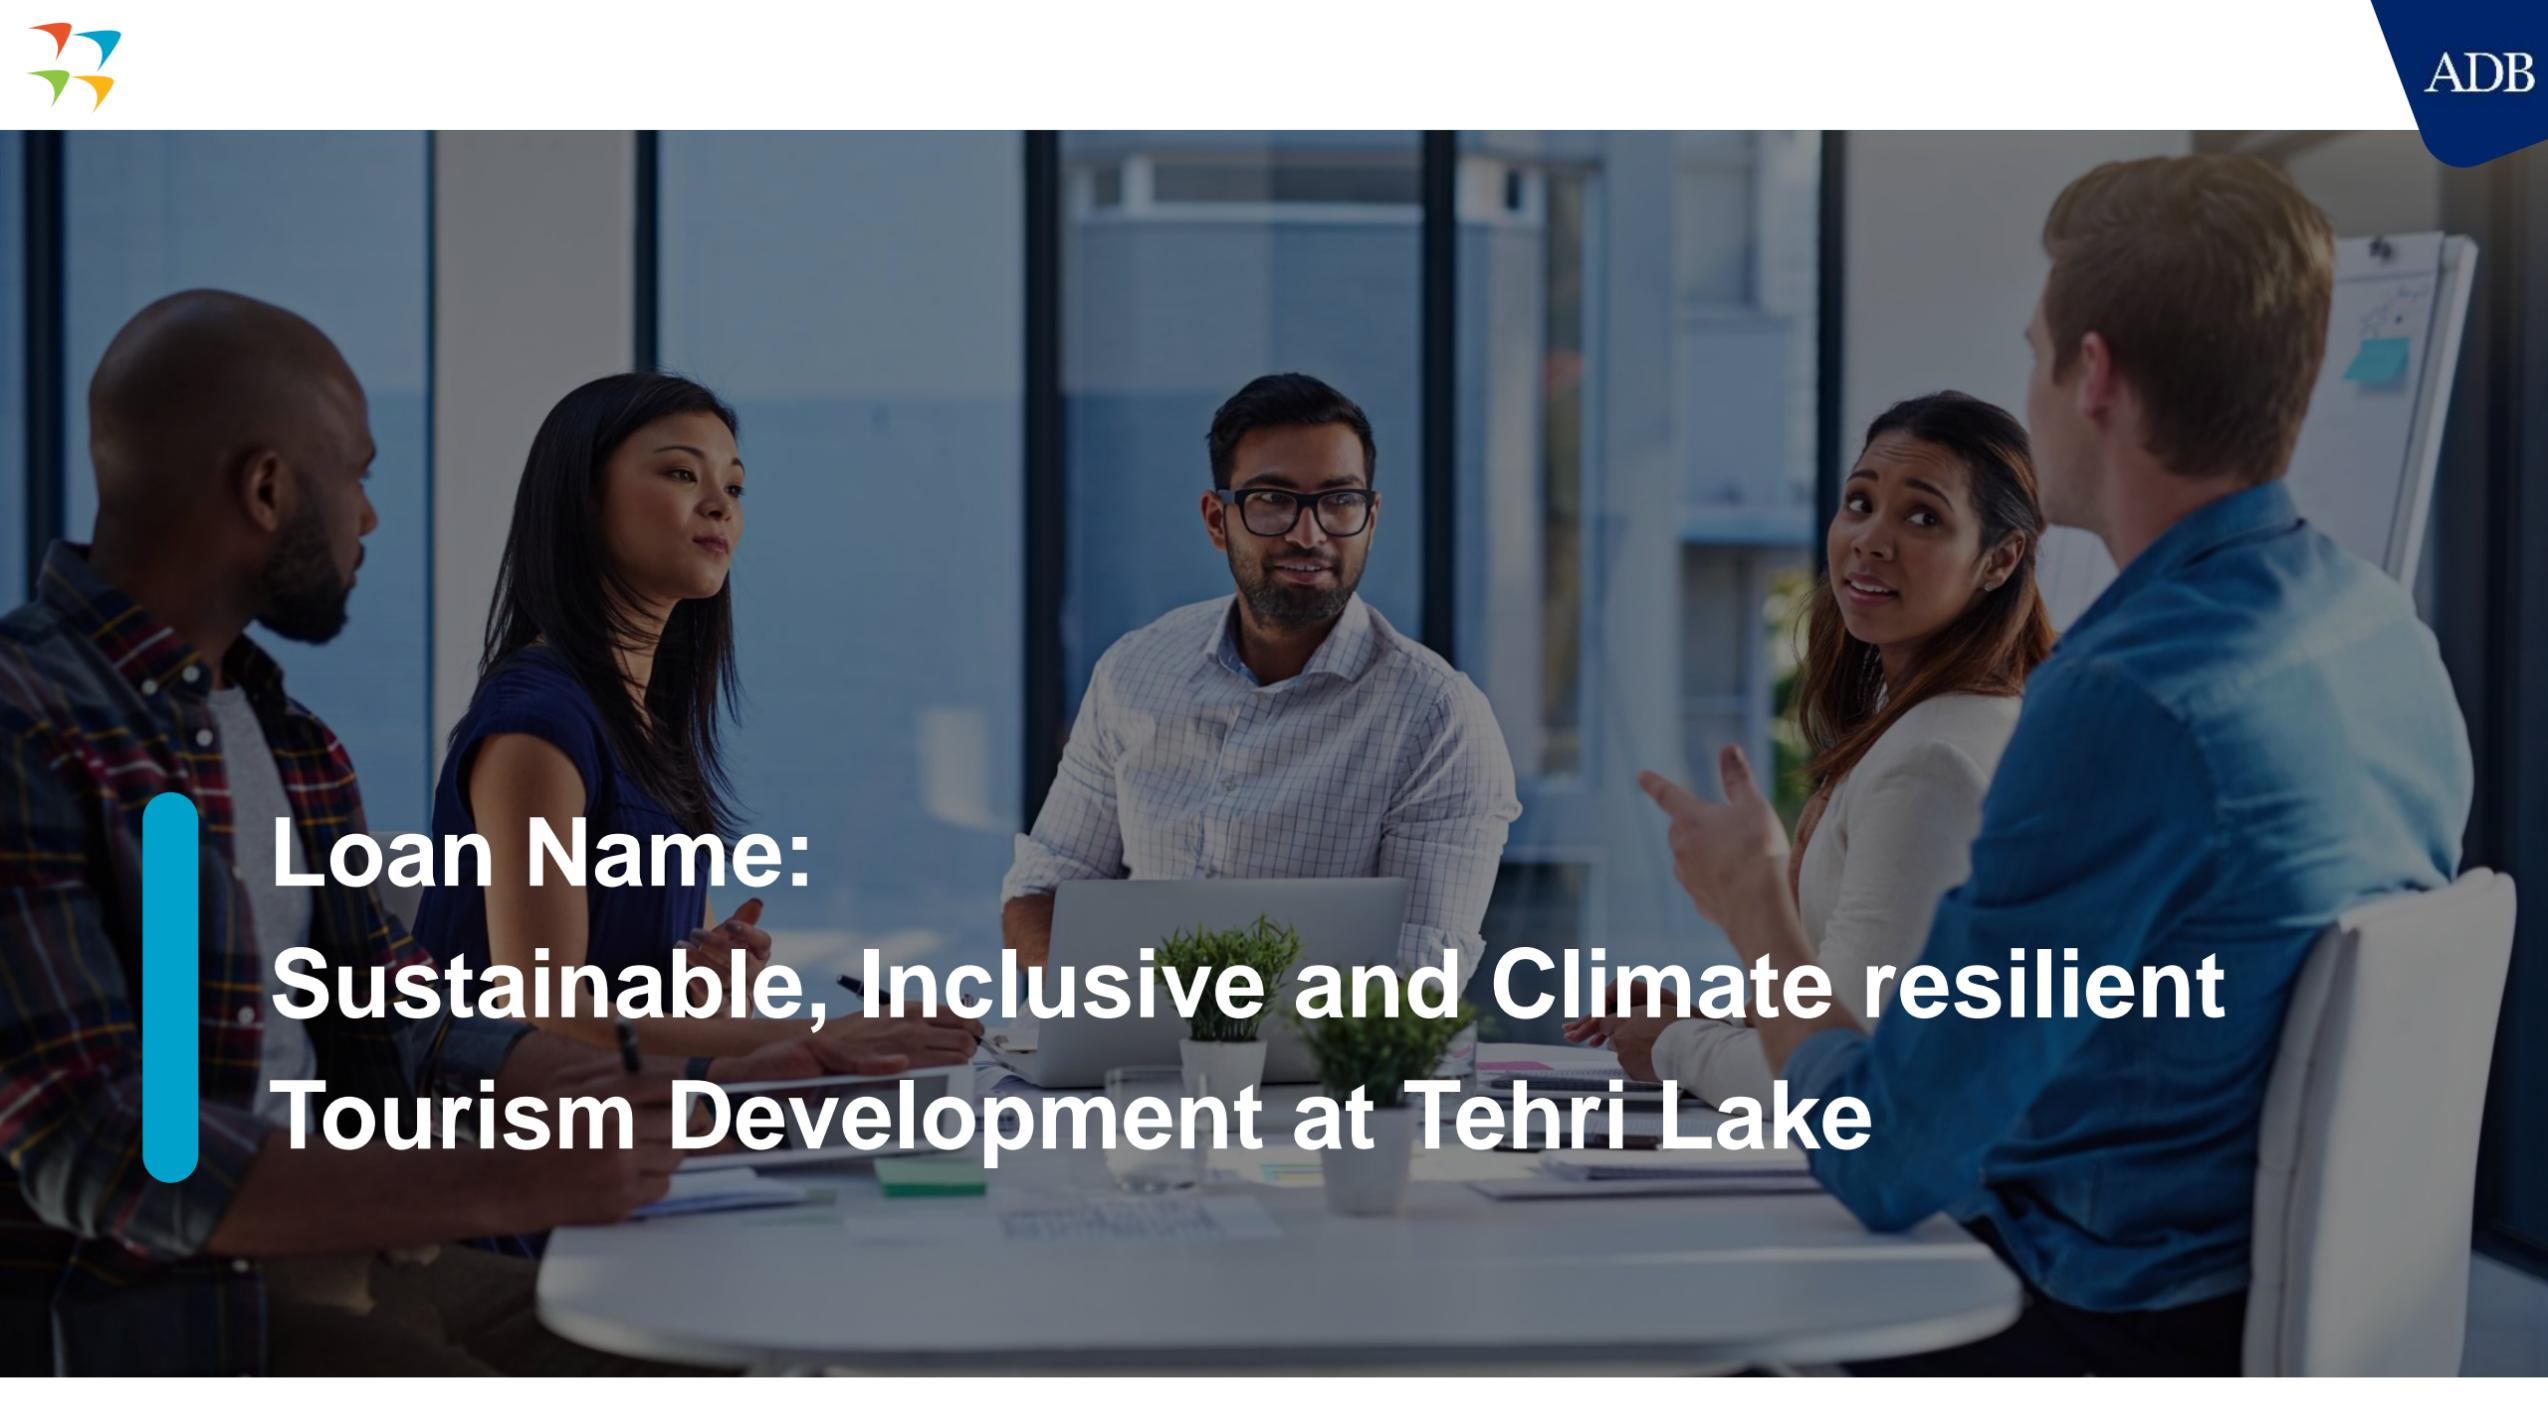 ADB
Loan Name:
Sustainable, Inclusive and Climate resilient
Tourism Development at Tehri Lake